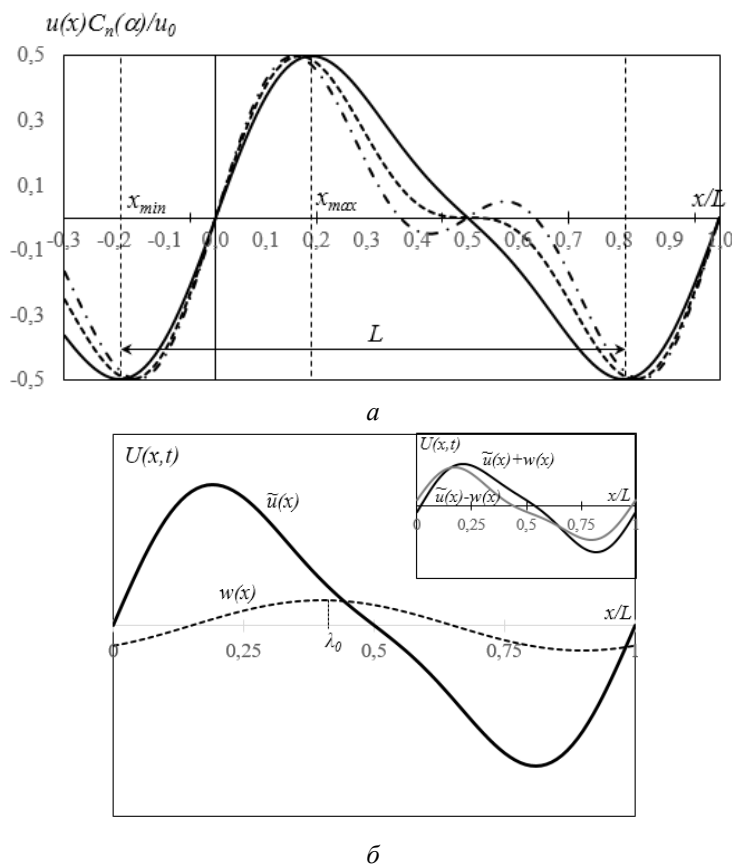 u(x)Cₙ(α)/u₀
0,5
0,3
0,1
-0,1
-0,3
-0,5
x_min
x_max
x/L
-0,3 -0,2 -0,1 0,0 0,1 0,2 0,3 0,4 0,5 0,6 0,7 0,8 0,9 1,0
L
а
U(x,t)
ũ(x)
w(x)
λ₀
x/L
0 0,25 0,5 0,75 1
U(x,t)
ũ(x)+w(x)
ũ(x)-w(x)
x/L
0 0,25 0,5 0,75 1
б